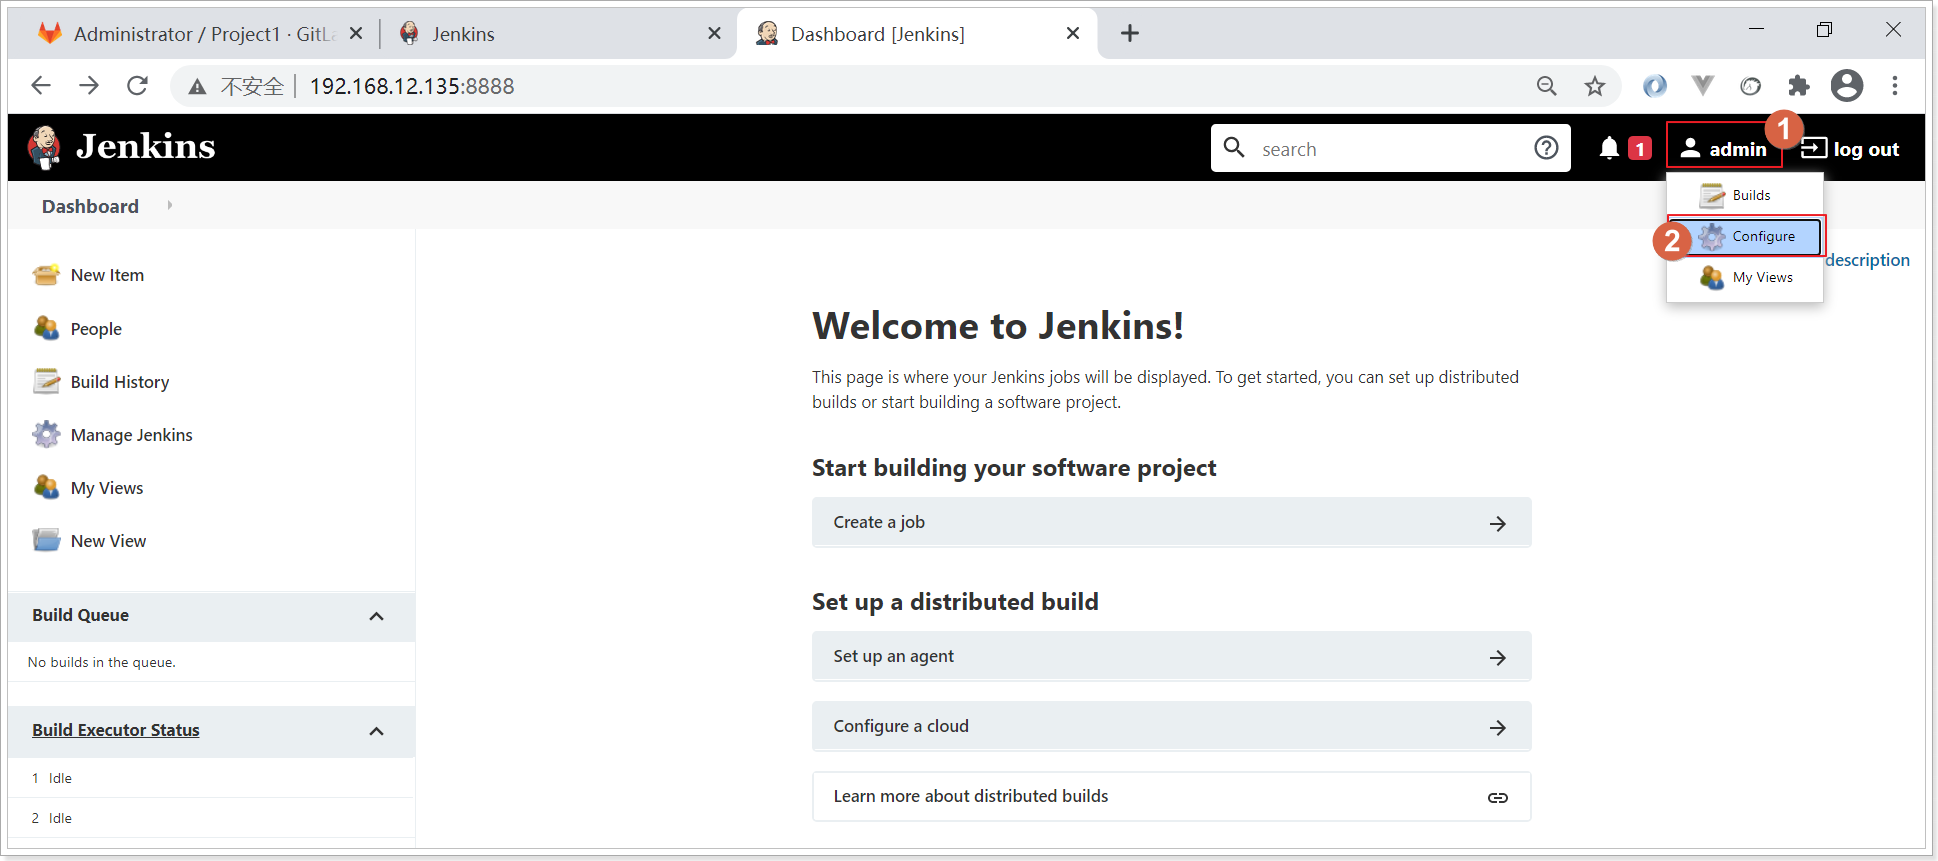 Administrator / Project1 · GitLa
Jenkins
Dashboard [Jenkins]
不安全
192.168.12.135:8888
Jenkins
search
1
admin
1
log out
Dashboard
Builds
2
Configure
My Views
description
New Item
People
Build History
Manage Jenkins
My Views
New View
Build Queue
No builds in the queue.
Build Executor Status
1 Idle
2 Idle
Welcome to Jenkins!
This page is where your Jenkins jobs will be displayed. To get started, you can set up distributed
builds or start building a software project.
Start building your software project
Create a job
Set up a distributed build
Set up an agent
Configure a cloud
Learn more about distributed builds